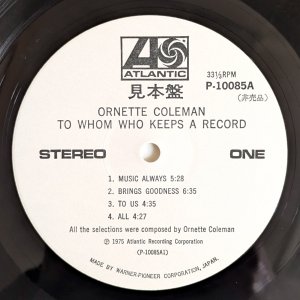 ATLANTIC
33⅓RPM
P-10085A
(非売品)
見本盤
ORNETTE COLEMAN
TO WHOM WHO KEEPS A RECORD
STEREO ONE
1. MUSIC ALWAYS 5:28
2. BRINGS GOODNESS 6:35
3. TO US 4:35
4. ALL 4:27
All the selections were composed by Ornette Coleman
Ⓟ 1975 Atlantic Recording Corporation
(P-10085A1)
MADE BY WARNER-PIONEER CORPORATION, JAPAN.